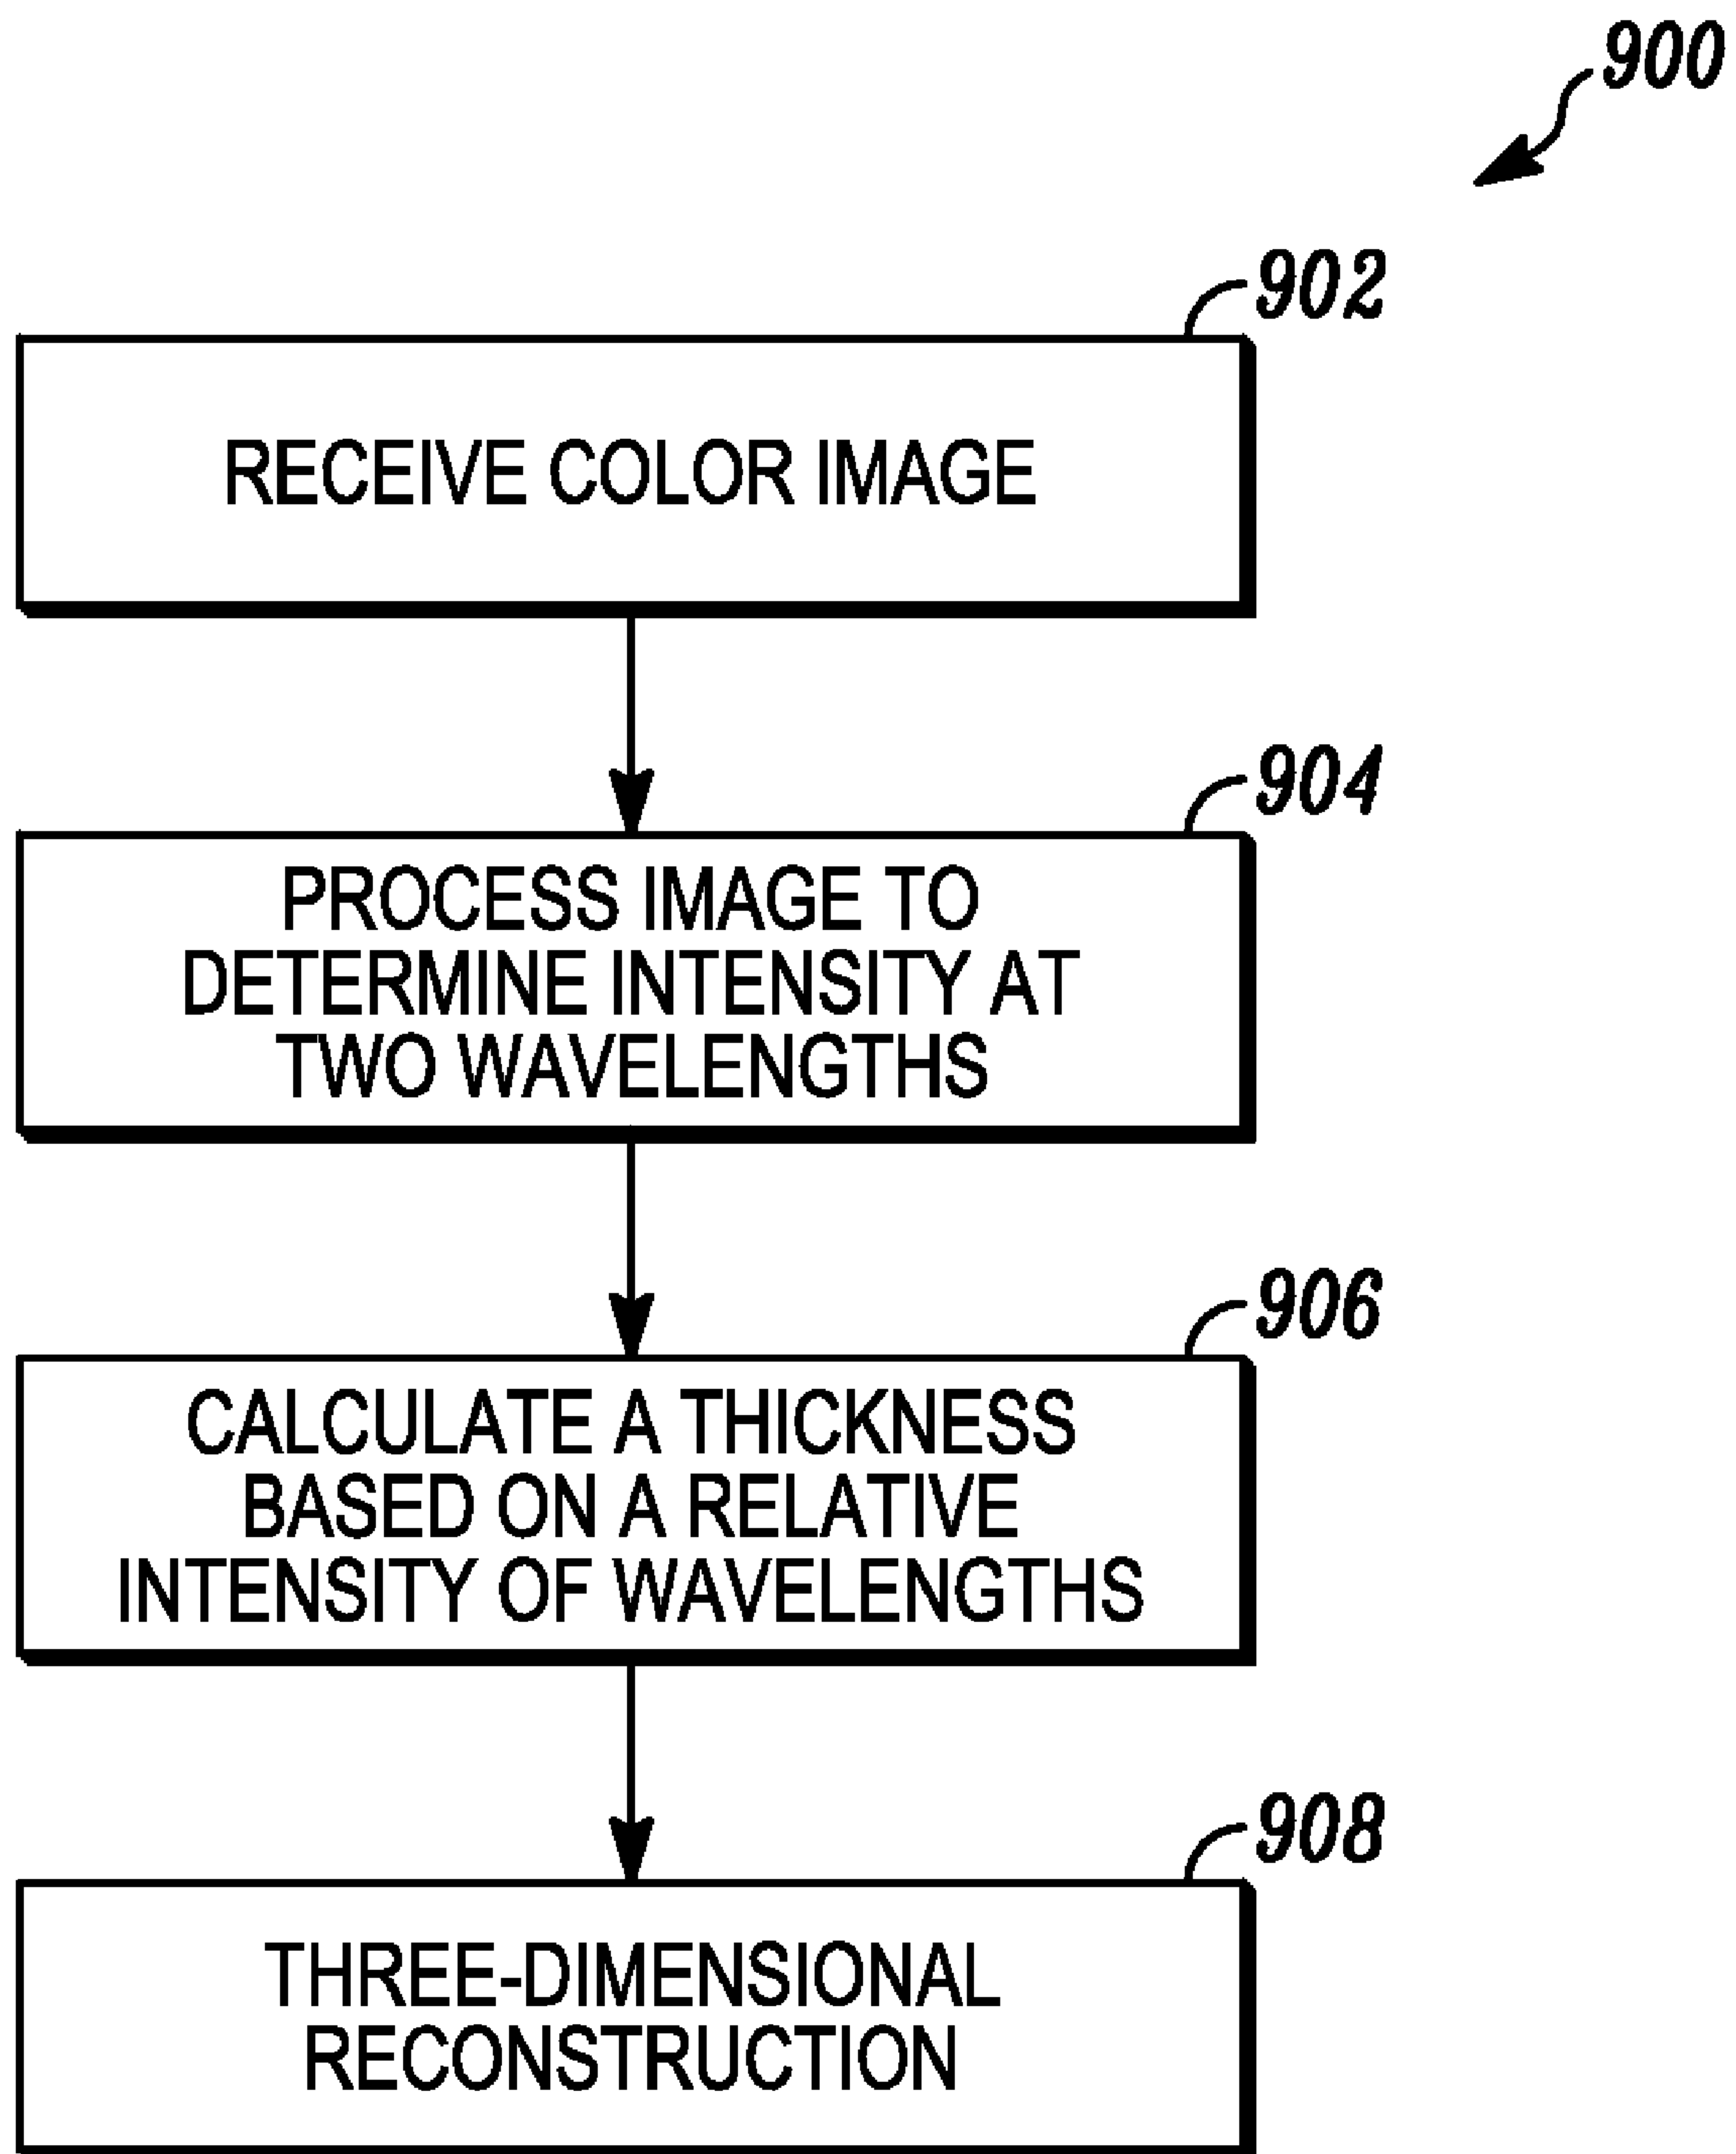 900
902
RECEIVE COLOR IMAGE
904
PROCESS IMAGE TO
DETERMINE INTENSITY AT
TWO WAVELENGTHS
906
CALCULATE A THICKNESS
BASED ON A RELATIVE
INTENSITY OF WAVELENGTHS
908
THREE-DIMENSIONAL
RECONSTRUCTION